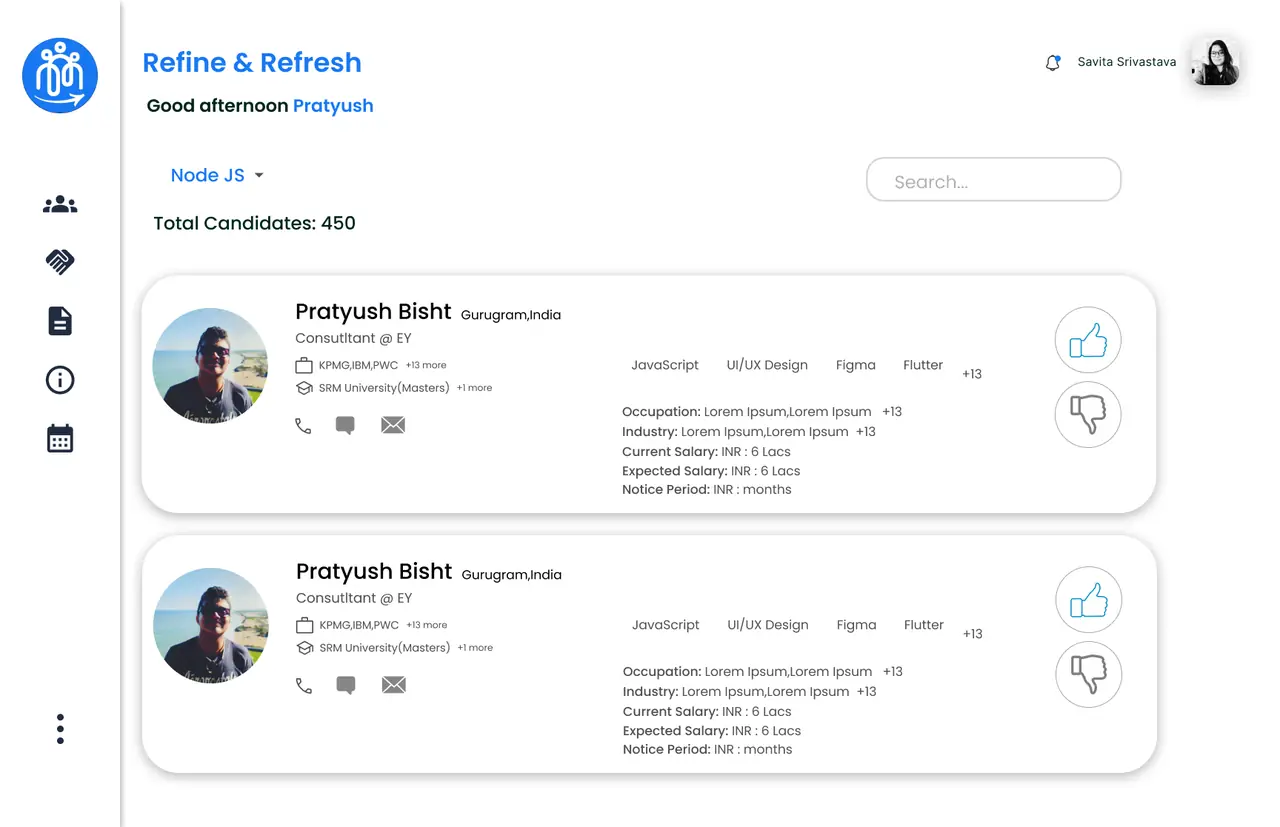 Refine & Refresh
Savita Srivastava
Good afternoon Pratyush
Node JS
Search...
Total Candidates: 450
Pratyush Bisht Gurugram,India
Consutltant @ EY
KPMG,IBM,PWC +13 more
SRM University(Masters) +1 more
JavaScript UI/UX Design Figma Flutter +13
Occupation: Lorem Ipsum,Lorem Ipsum +13
Industry: Lorem Ipsum,Lorem Ipsum +13
Current Salary: INR : 6 Lacs
Expected Salary: INR : 6 Lacs
Notice Period: INR : months
Pratyush Bisht Gurugram,India
Consutltant @ EY
KPMG,IBM,PWC +13 more
SRM University(Masters) +1 more
JavaScript UI/UX Design Figma Flutter +13
Occupation: Lorem Ipsum,Lorem Ipsum +13
Industry: Lorem Ipsum,Lorem Ipsum +13
Current Salary: INR : 6 Lacs
Expected Salary: INR : 6 Lacs
Notice Period: INR : months